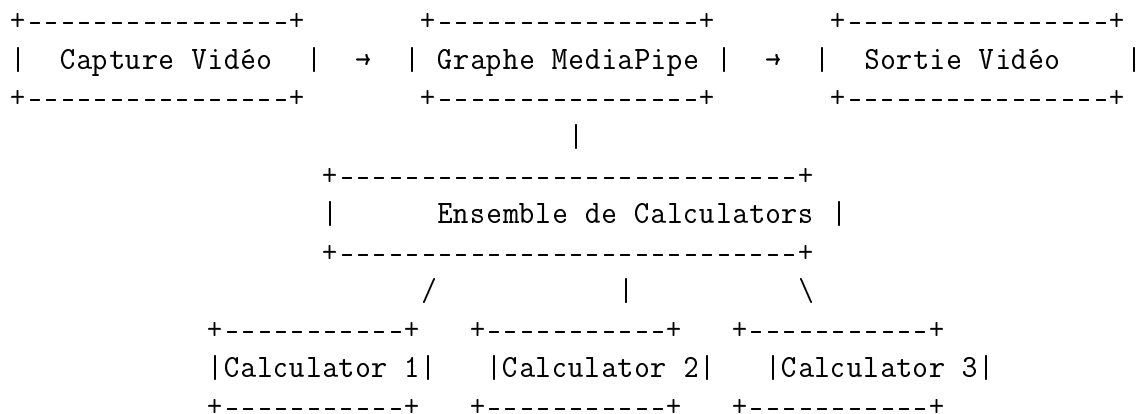 +----------------+ +----------------+ +----------------+
| Capture Vidéo | → | Graphe MediaPipe | → | Sortie Vidéo |
+----------------+ +----------------+ +----------------+
|
+----------------------------+
| Ensemble de Calculators |
+----------------------------+
/ | \
+-----------+ +-----------+ +-----------+
|Calculator 1| |Calculator 2| |Calculator 3|
+-----------+ +-----------+ +-----------+